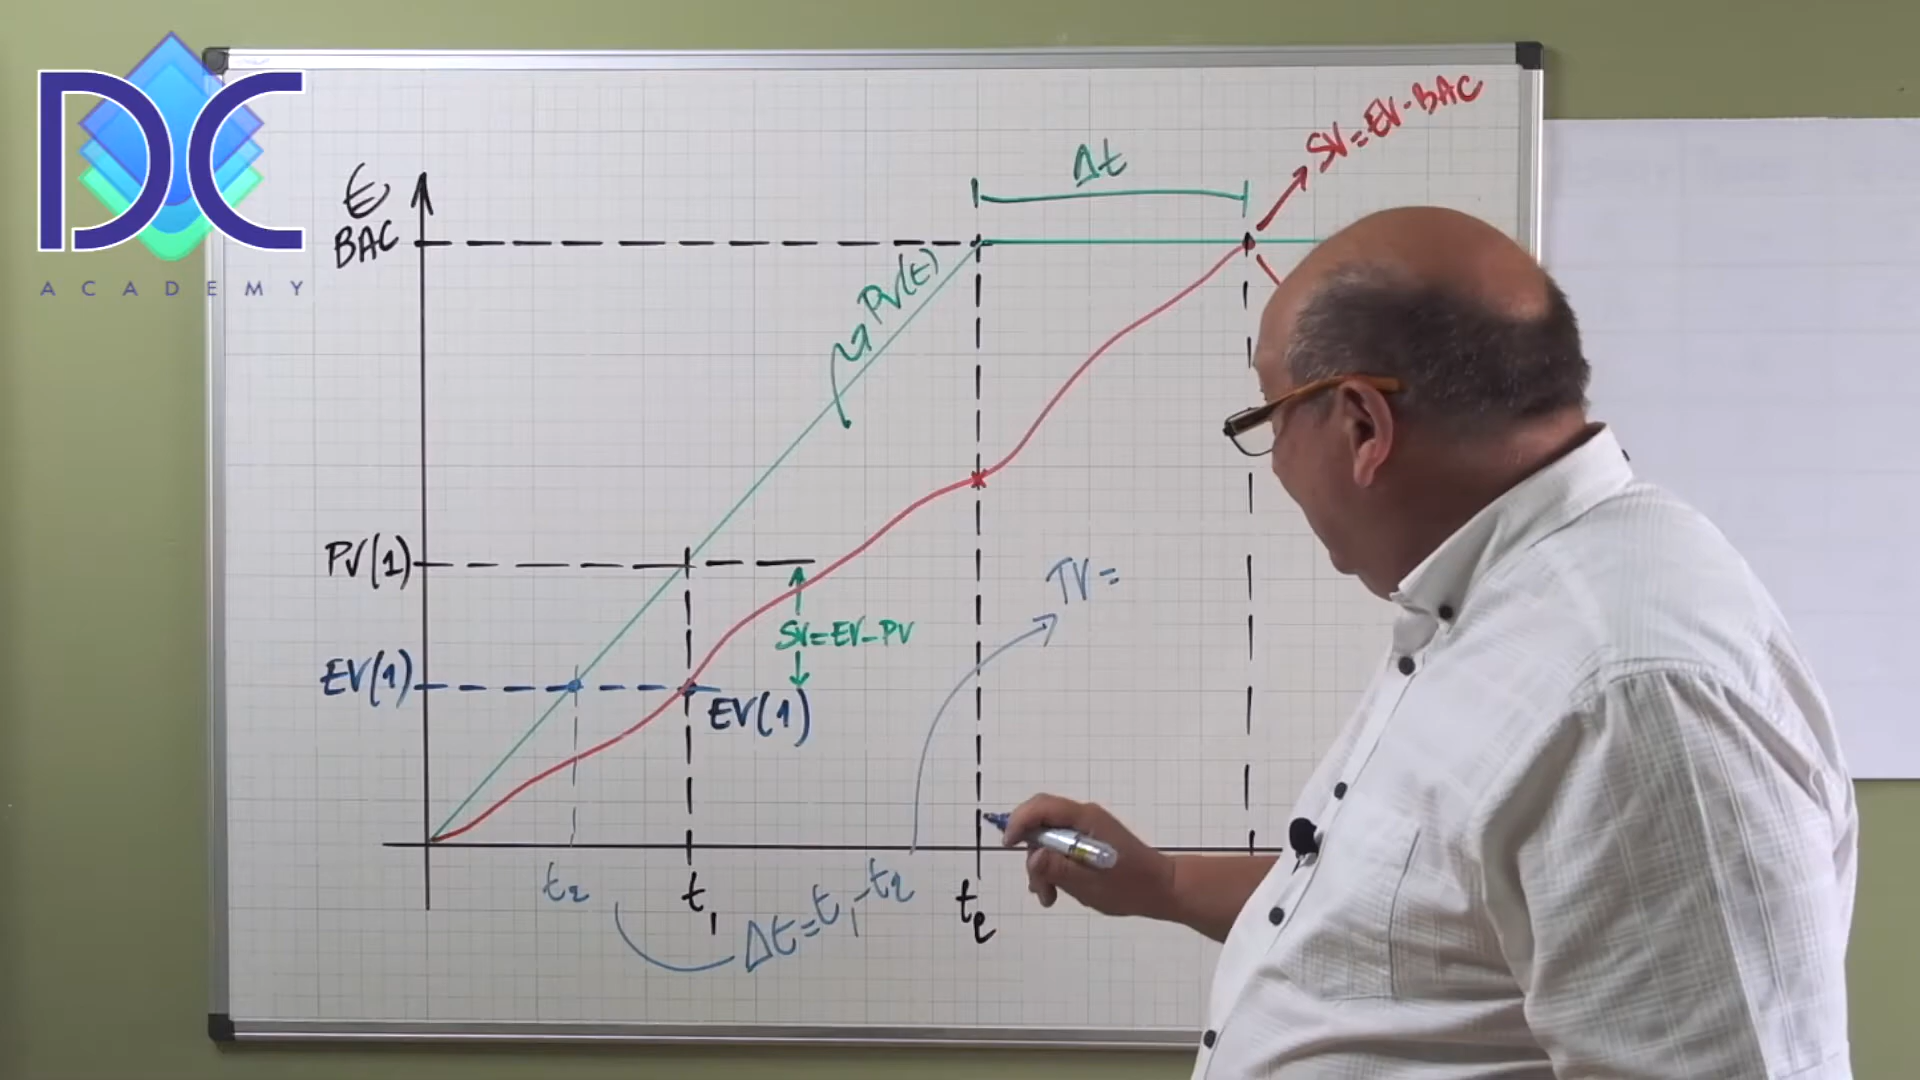 DC
ACADEMY
€
BAC
Δt
SV=EV-BAC
PV(t)
PV(1)
TV=
SV=EV-PV
EV(1)
EV(1)
t₂
t₁
Δt=t₁-t₂
tₑ